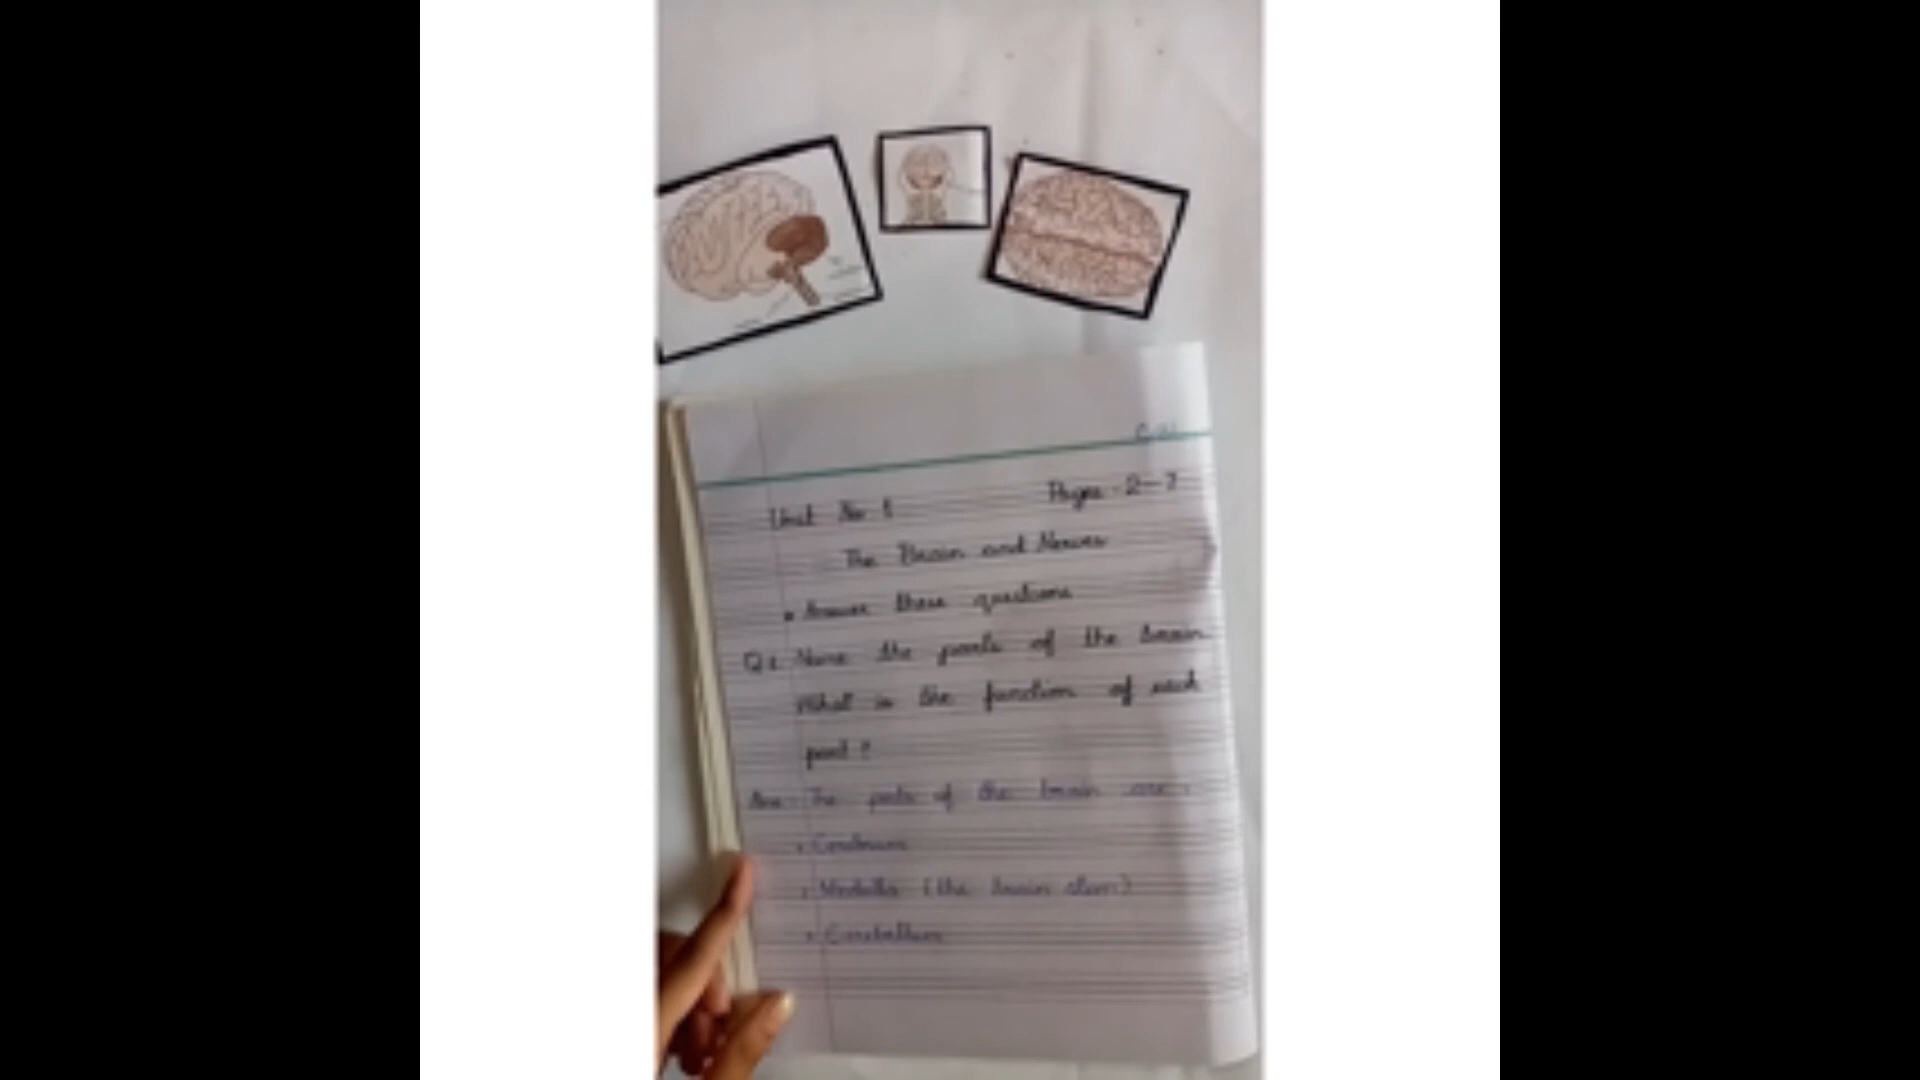 C.W
Unit No 1 Pages - 2-7
The Brain and Nerves
• Answer these questions
Q1 Name the parts of the brain
What is the function of each
part ?
Ans - The parts of the brain are :
• Cerebrum
• Medulla (the brain stem)
• Cerebellum